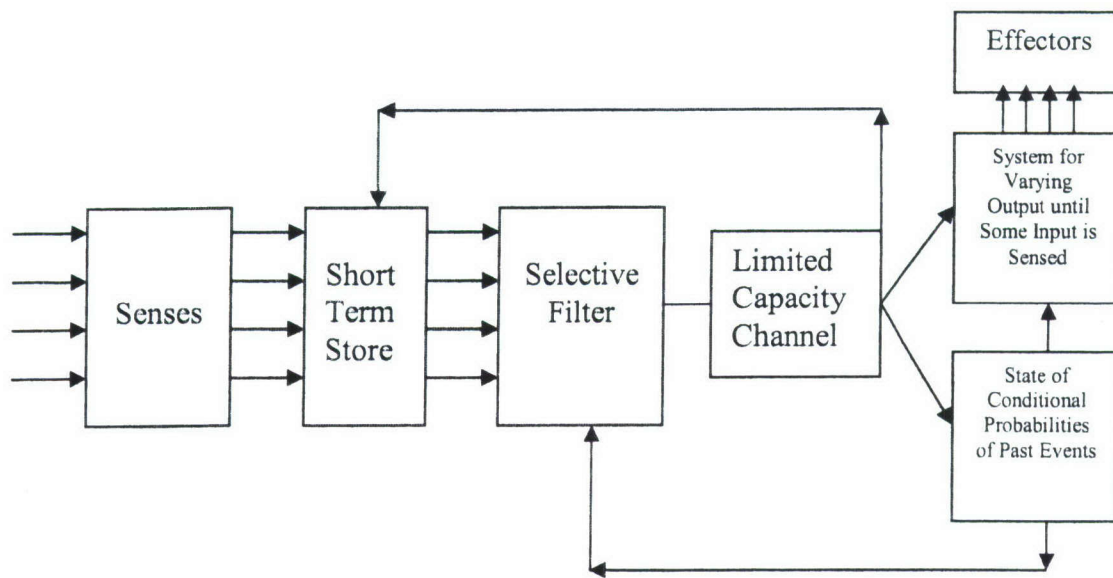 Effectors
System for
Varying
Output until
Some Input is
Sensed
Senses
Short
Term
Store
Selective
Filter
Limited
Capacity
Channel
State of
Conditional
Probabilities
of Past Events